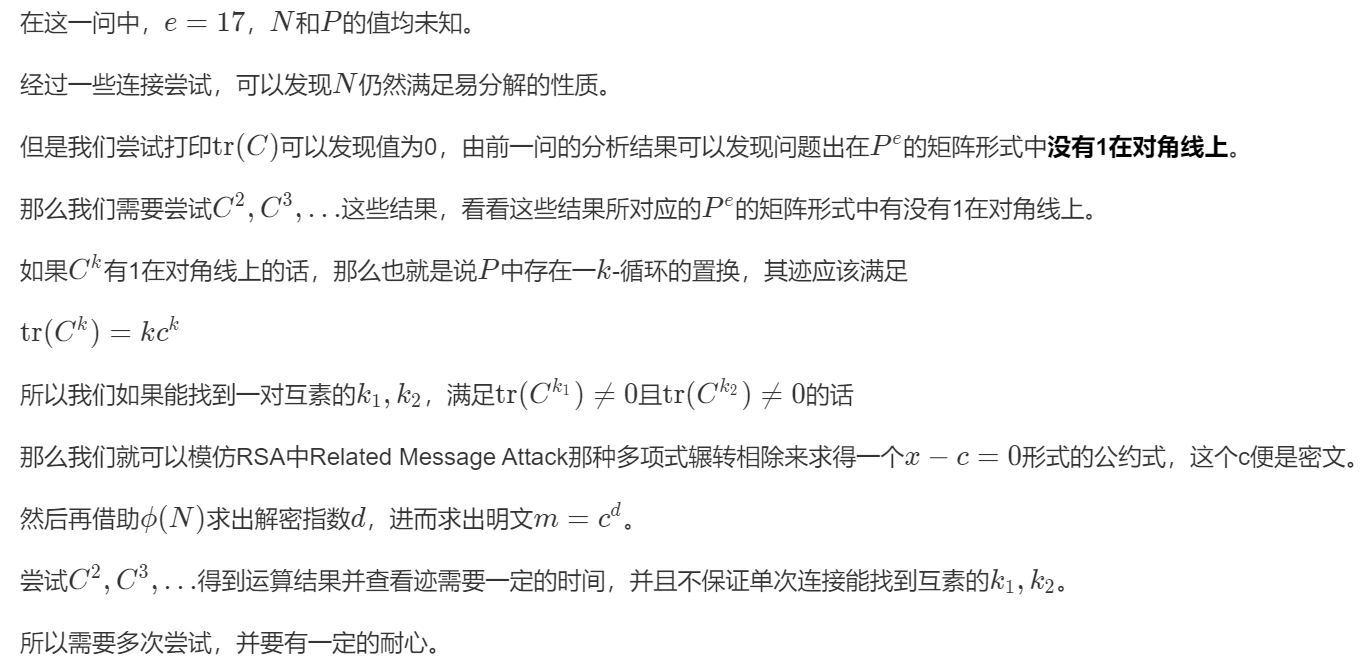 在这一问中，$e = 17$，$N$和$P$的值均未知。
经过一些连接尝试，可以发现$N$仍然满足易分解的性质。
但是我们尝试打印$\mathrm{tr}(C)$可以发现值为0，由前一问的分析结果可以发现问题出在$P^e$的矩阵形式中没有1在对角线上。
那么我们需要尝试$C^2, C^3, \ldots$这些结果，看看这些结果所对应的$P^e$的矩阵形式中有没有1在对角线上。
如果$C^k$有1在对角线上的话，那么也就是说$P$中存在一$k$-循环的置换，其迹应该满足
$\mathrm{tr}(C^k) = kc^k$
所以我们如果能找到一对互素的$k_1, k_2$，满足$\mathrm{tr}(C^{k_1}) \neq 0$且$\mathrm{tr}(C^{k_2}) \neq 0$的话
那么我们就可以模仿RSA中Related Message Attack那种多项式辗转相除来求得一个$x - c = 0$形式的公约式，这个c便是密文。
然后再借助$\phi(N)$求出解密指数$d$，进而求出明文$m = c^d$。
尝试$C^2, C^3, \ldots$得到运算结果并查看迹需要一定的时间，并且不保证单次连接能找到互素的$k_1, k_2$。
所以需要多次尝试，并要有一定的耐心。